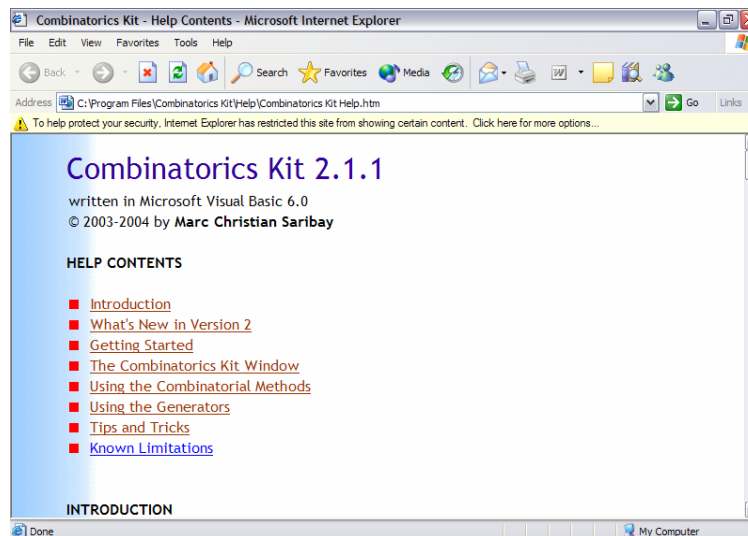 Combinatorics Kit - Help Contents - Microsoft Internet Explorer
File Edit View Favorites Tools Help
Back Search Favorites Media
Address C:\Program Files\Combinatorics Kit\Help\Combinatorics Kit Help.htm Go Links
To help protect your security, Internet Explorer has restricted this site from showing certain content. Click here for more options...
Combinatorics Kit 2.1.1
written in Microsoft Visual Basic 6.0
© 2003-2004 by Marc Christian Saribay
HELP CONTENTS
Introduction
What's New in Version 2
Getting Started
The Combinatorics Kit Window
Using the Combinatorial Methods
Using the Generators
Tips and Tricks
Known Limitations
INTRODUCTION
Done My Computer